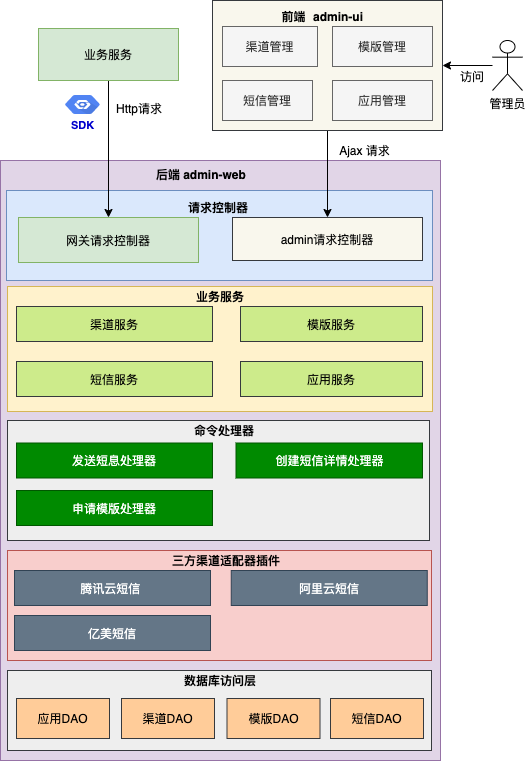 前端 admin-ui
业务服务
渠道管理
模版管理
短信管理
应用管理
访问
管理员
SDK
Http请求
Ajax 请求
后端 admin-web
请求控制器
网关请求控制器
admin请求控制器
业务服务
渠道服务
模版服务
短信服务
应用服务
命令处理器
发送短息处理器
创建短信详情处理器
申请模版处理器
三方渠道适配器插件
腾讯云短信
阿里云短信
亿美短信
数据库访问层
应用DAO
渠道DAO
模版DAO
短信DAO